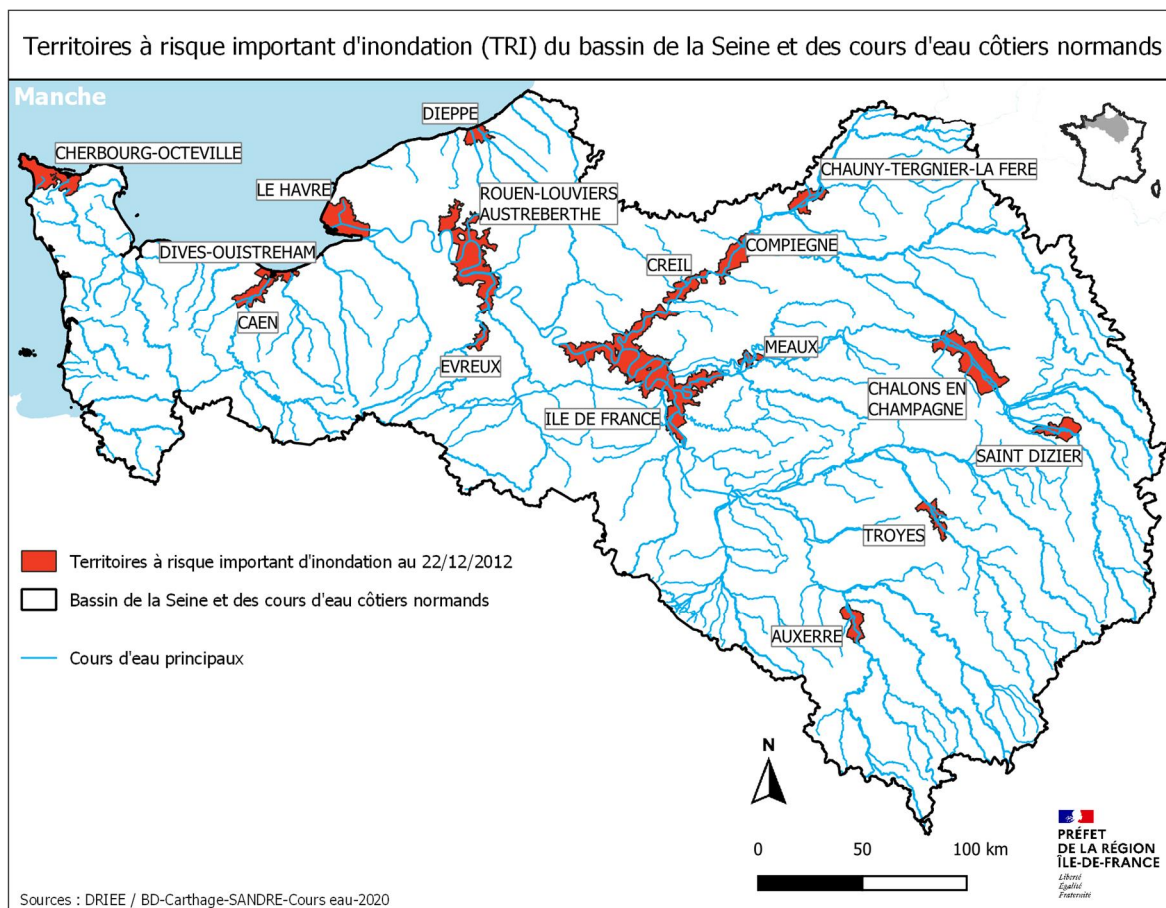 Territoires à risque important d'inondation (TRI) du bassin de la Seine et des cours d'eau côtiers normands
Manche
DIEPPE
CHERBOURG-OCTEVILLE
CHAUNY-TERGNIER-LA FERE
LE HAVRE
ROUEN-LOUVIERS
AUSTREBERTHE
COMPIEGNE
DIVES-OUISTREHAM
CREIL
CAEN
MEAUX
EVREUX
CHALONS EN
CHAMPAGNE
ILE DE FRANCE
SAINT DIZIER
TROYES
Territoires à risque important d'inondation au 22/12/2012
Bassin de la Seine et des cours d'eau côtiers normands
AUXERRE
Cours d'eau principaux
N
0 50 100 km
PRÉFET
DE LA RÉGION
ÎLE-DE-FRANCE
Liberté
Égalité
Fraternité
Sources : DRIEE / BD-Carthage-SANDRE-Cours eau-2020